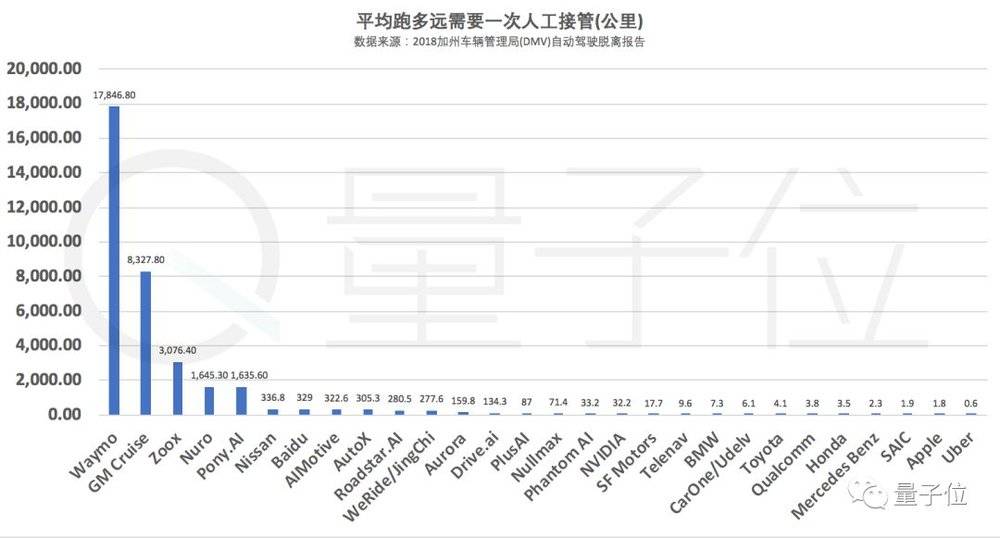 平均跑多远需要一次人工接管(公里)
数据来源：2018加州车辆管理局(DMV)自动驾驶脱离报告
20,000.00
18,000.00
16,000.00
14,000.00
12,000.00
10,000.00
8,000.00
6,000.00
4,000.00
2,000.00
0.00
17,846.80
8,327.80
3,076.40
1,645.30
1,635.60
336.8
329
322.6
305.3
280.5
277.6
159.8
134.3
87
71.4
33.2
32.2
17.7
9.6
7.3
6.1
4.1
3.8
3.5
2.3
1.9
1.8
0.6
Waymo
GM Cruise
Zoox
Nuro
Pony.AI
Nissan
Baidu
AIMotive
AutoX
Roadstar.AI
WeRide/JingChi
Aurora
Drive.ai
PlusAI
Nullmax
Phantom AI
NVIDIA
SF Motors
Telenav
BMW
CarOne/Udelv
Toyota
Qualcomm
Honda
Mercedes Benz
SAIC
Apple
Uber
量子位
量子位